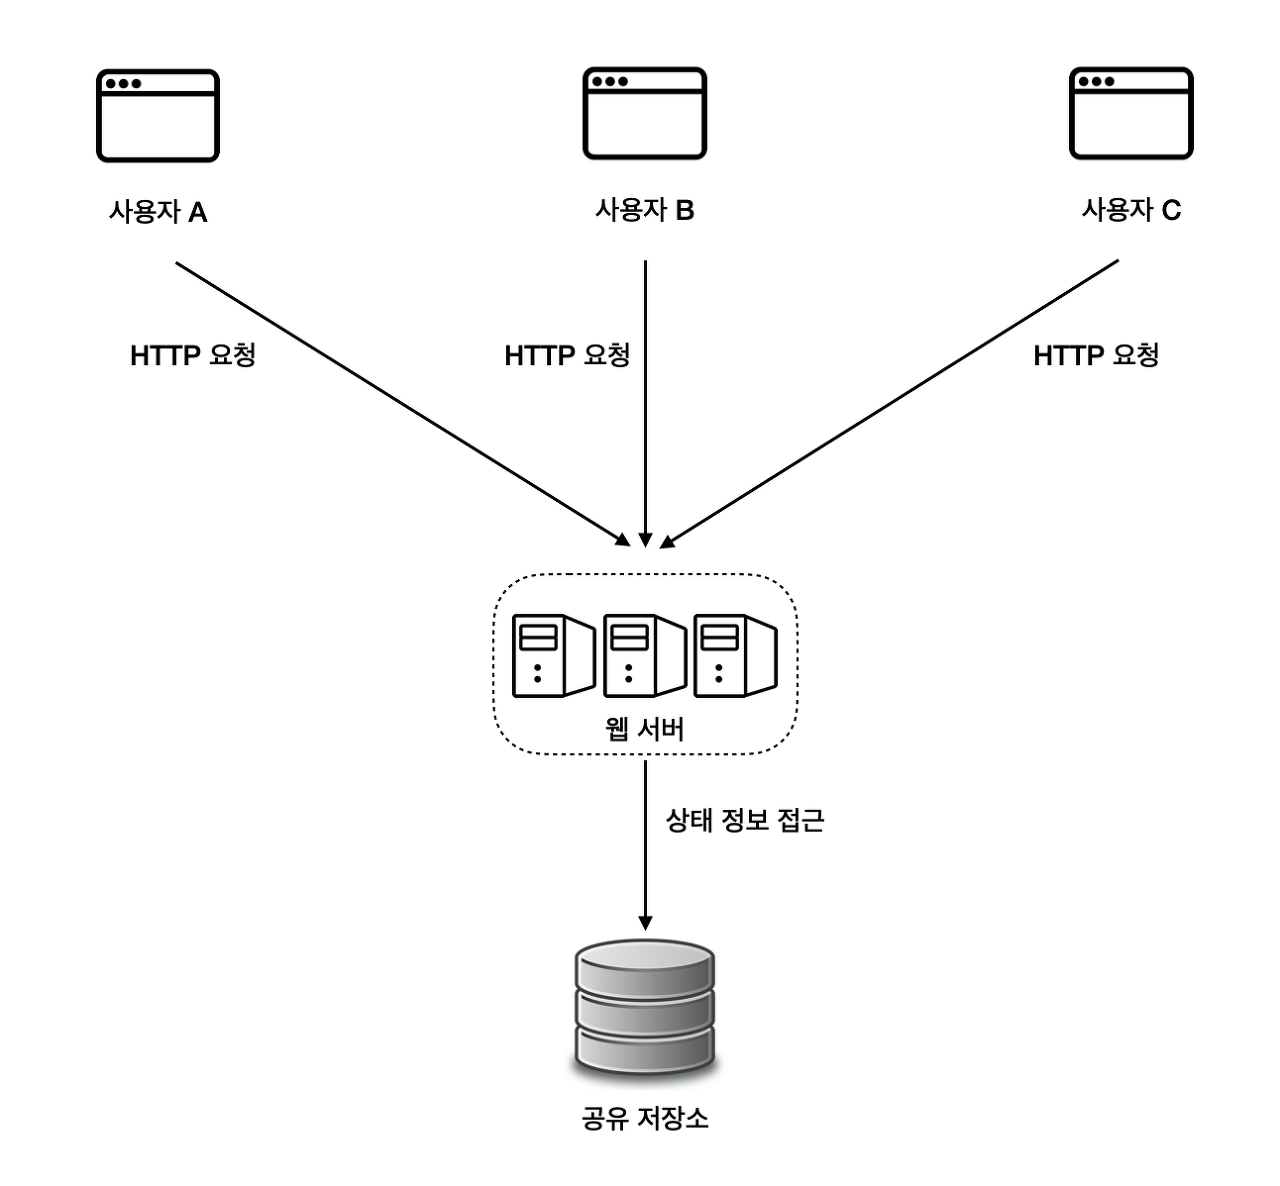 사용자 A
사용자 B
사용자 C
HTTP 요청
HTTP 요청
HTTP 요청
웹 서버
상태 정보 접근
공유 저장소